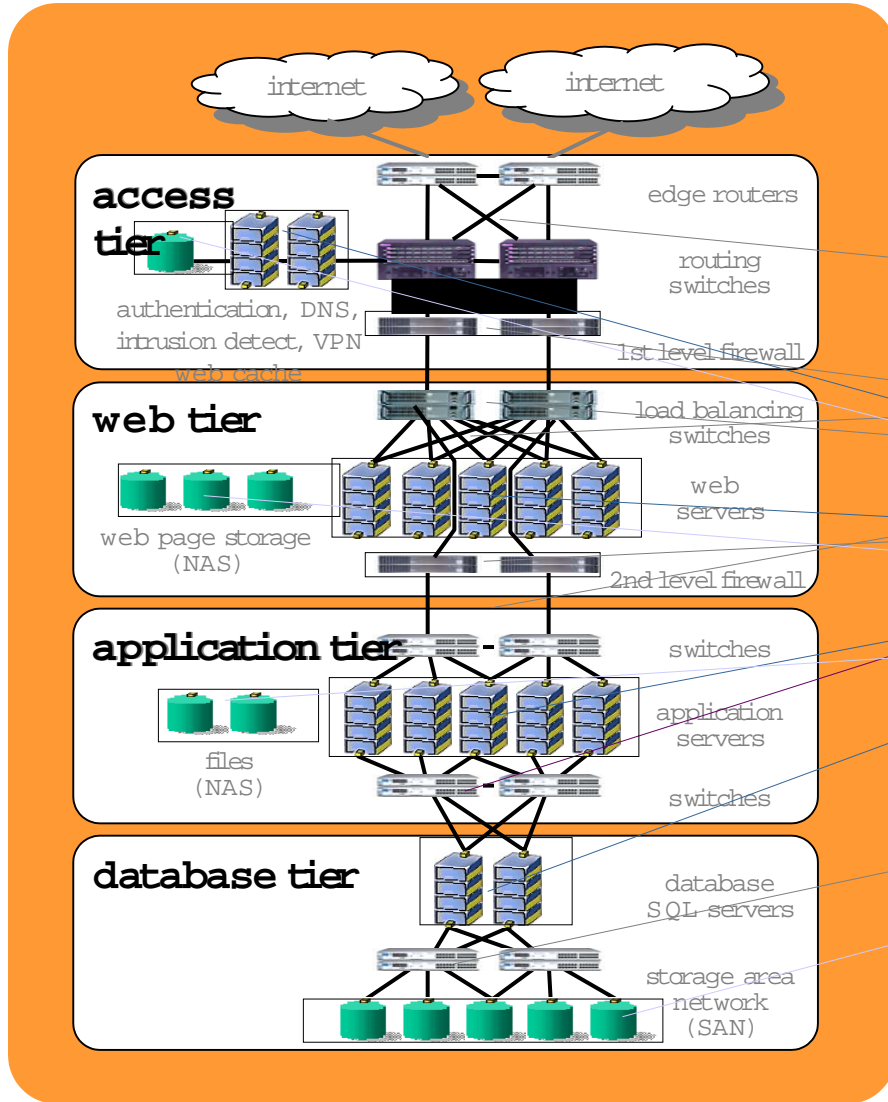 internet
internet
access
tier
edge routers
routing
switches
authentication, DNS,
intrusion detect, VPN
web cache
1st level firewall
web tier
load balancing
switches
web
servers
web page storage
(NAS)
2nd level firewall
application tier
switches
application
servers
files
(NAS)
switches
database tier
database
SQL servers
storage area
network
(SAN)